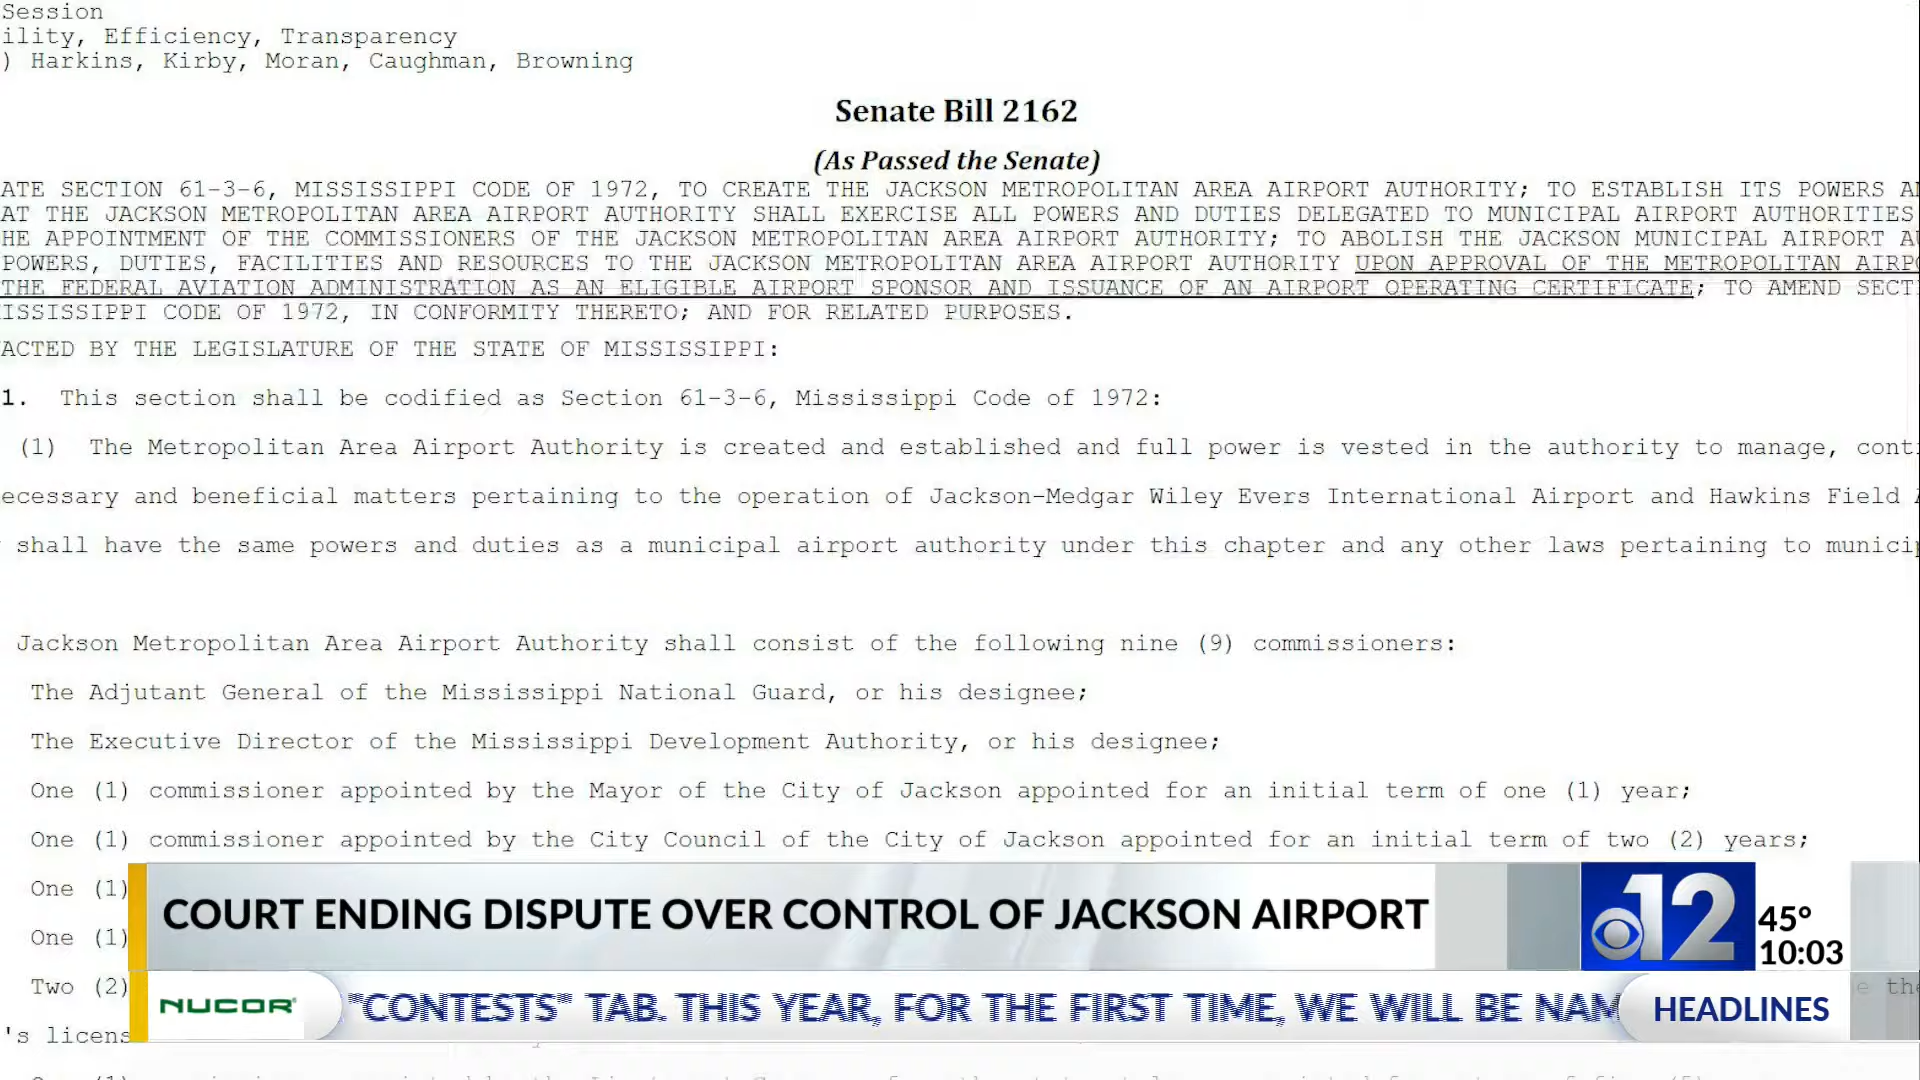 Session
ility, Efficiency, Transparency
) Harkins, Kirby, Moran, Caughman, Browning
Senate Bill 2162
(As Passed the Senate)
ATE SECTION 61-3-6, MISSISSIPPI CODE OF 1972, TO CREATE THE JACKSON METROPOLITAN AREA AIRPORT AUTHORITY; TO ESTABLISH ITS POWERS
AT THE JACKSON METROPOLITAN AREA AIRPORT AUTHORITY SHALL EXERCISE ALL POWERS AND DUTIES DELEGATED TO MUNICIPAL AIRPORT AUTHORITIES
HE APPOINTMENT OF THE COMMISSIONERS OF THE JACKSON METROPOLITAN AREA AIRPORT AUTHORITY; TO ABOLISH THE JACKSON MUNICIPAL AIRPORT
POWERS, DUTIES, FACILITIES AND RESOURCES TO THE JACKSON METROPOLITAN AREA AIRPORT AUTHORITY UPON APPROVAL OF THE METROPOLITAN AIRPO
THE FEDERAL AVIATION ADMINISTRATION AS AN ELIGIBLE AIRPORT SPONSOR AND ISSUANCE OF AN AIRPORT OPERATING CERTIFICATE; TO AMEND SECTI
ISSISSIPPI CODE OF 1972, IN CONFORMITY THERETO; AND FOR RELATED PURPOSES.
ACTED BY THE LEGISLATURE OF THE STATE OF MISSISSIPPI:
1. This section shall be codified as Section 61-3-6, Mississippi Code of 1972:
(1) The Metropolitan Area Airport Authority is created and established and full power is vested in the authority to manage, cont
ecessary and beneficial matters pertaining to the operation of Jackson-Medgar Wiley Evers International Airport and Hawkins Field
shall have the same powers and duties as a municipal airport authority under this chapter and any other laws pertaining to municip
Jackson Metropolitan Area Airport Authority shall consist of the following nine (9) commissioners:
The Adjutant General of the Mississippi National Guard, or his designee;
The Executive Director of the Mississippi Development Authority, or his designee;
One (1) commissioner appointed by the Mayor of the City of Jackson appointed for an initial term of one (1) year;
One (1) commissioner appointed by the City Council of the City of Jackson appointed for an initial term of two (2) years;
One (1)
COURT ENDING DISPUTE OVER CONTROL OF JACKSON AIRPORT
12
45°
10:03
One (1)
Two (2)
NUCOR
"CONTESTS" TAB. THIS YEAR, FOR THE FIRST TIME, WE WILL BE NAM
HEADLINES
's licens